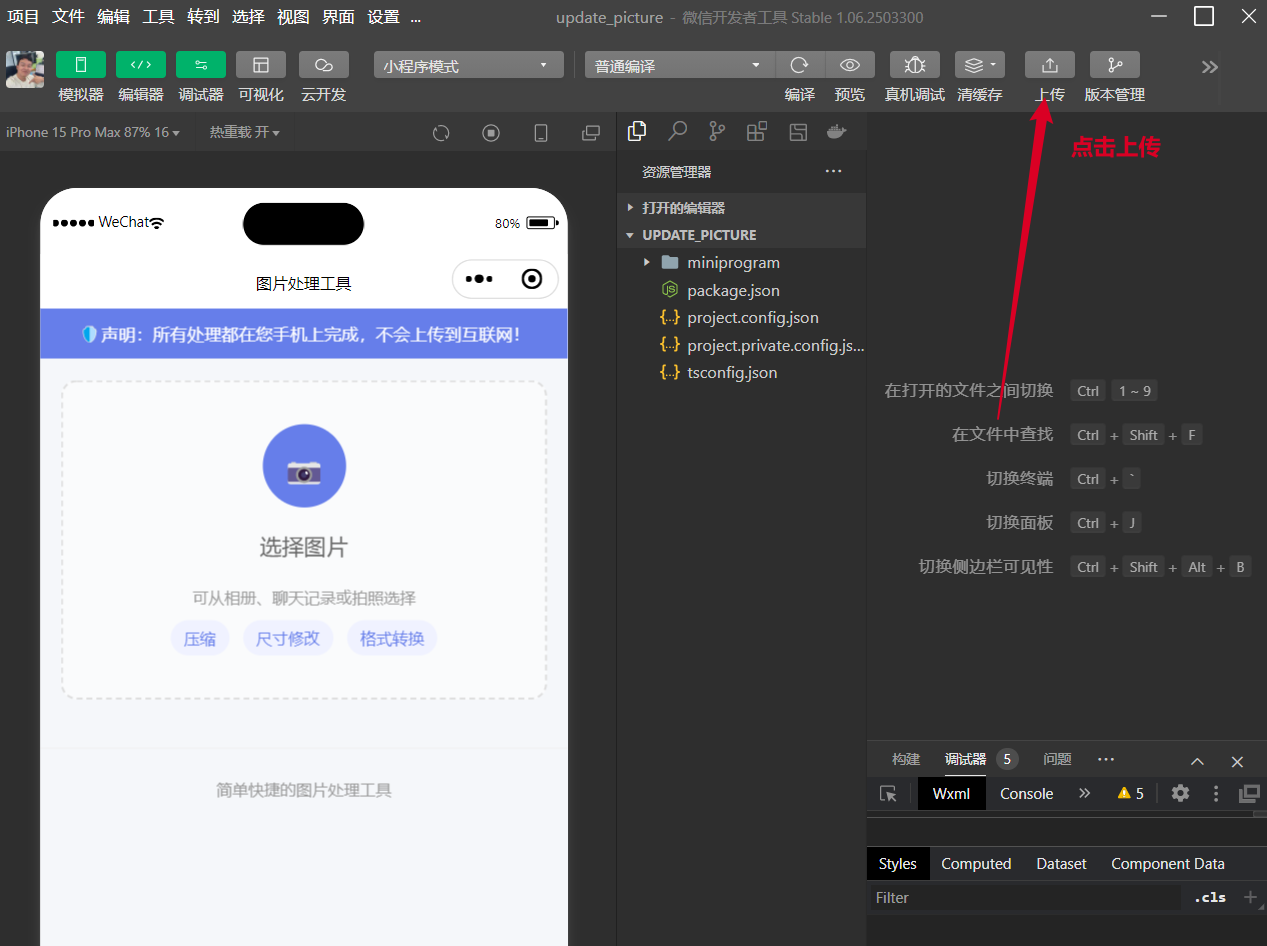 项目 文件 编辑 工具 转到 选择 视图 界面 设置 ...
update_picture - 微信开发者工具 Stable 1.06.2503300
小程序模式
普通编译
模拟器 编辑器 调试器 可视化 云开发
编译 预览 真机调试 清缓存 上传 版本管理
iPhone 15 Pro Max 87% 16
热重载 开
点击上传
资源管理器
打开的编辑器
UPDATE_PICTURE
miniprogram
package.json
project.config.json
project.private.config.js...
tsconfig.json
WeChat
80%
图片处理工具
声明：所有处理都在您手机上完成，不会上传到互联网！
选择图片
可从相册、聊天记录或拍照选择
压缩 尺寸修改 格式转换
简单快捷的图片处理工具
在打开的文件之间切换 Ctrl 1 ~ 9
在文件中查找 Ctrl + Shift + F
切换终端 Ctrl + `
切换面板 Ctrl + J
切换侧边栏可见性 Ctrl + Shift + Alt + B
构建 调试器 5 问题
Wxml Console 5
Styles Computed Dataset Component Data
Filter .cls